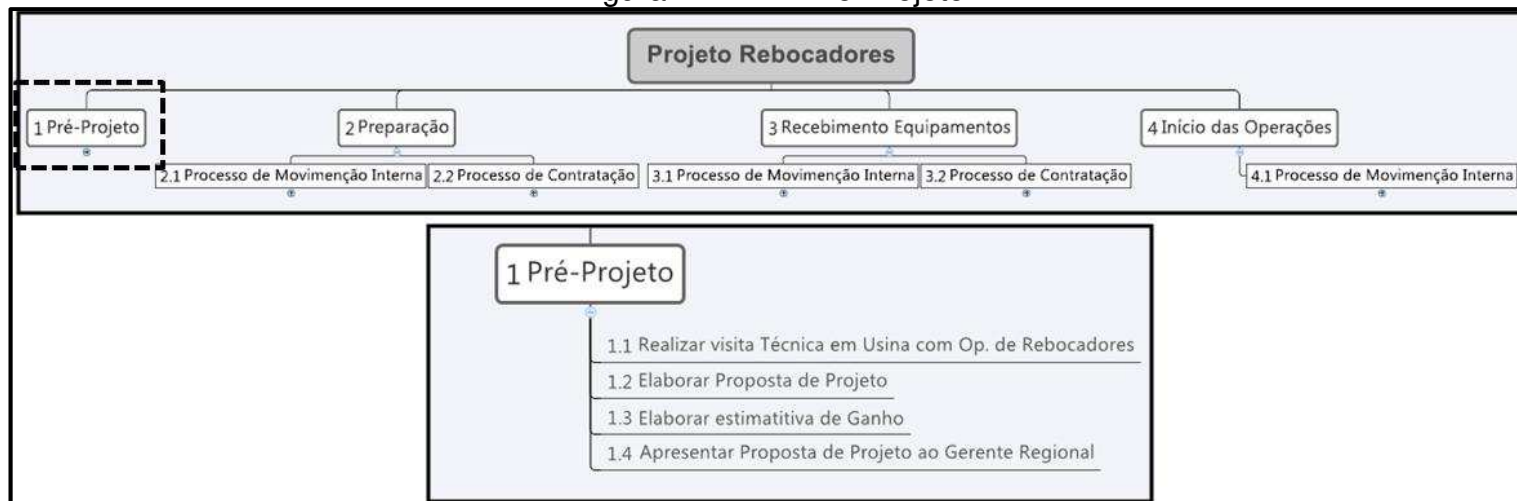 Projeto Rebocadores
1 Pré-Projeto
2 Preparação
3 Recebimento Equipamentos
4 Início das Operações
2.1 Processo de Movimenção Interna
2.2 Processo de Contratação
3.1 Processo de Movimenção Interna
3.2 Processo de Contratação
4.1 Processo de Movimenção Interna
1 Pré-Projeto
1.1 Realizar visita Técnica em Usina com Op. de Rebocadores
1.2 Elaborar Proposta de Projeto
1.3 Elaborar estimatitiva de Ganho
1.4 Apresentar Proposta de Projeto ao Gerente Regional